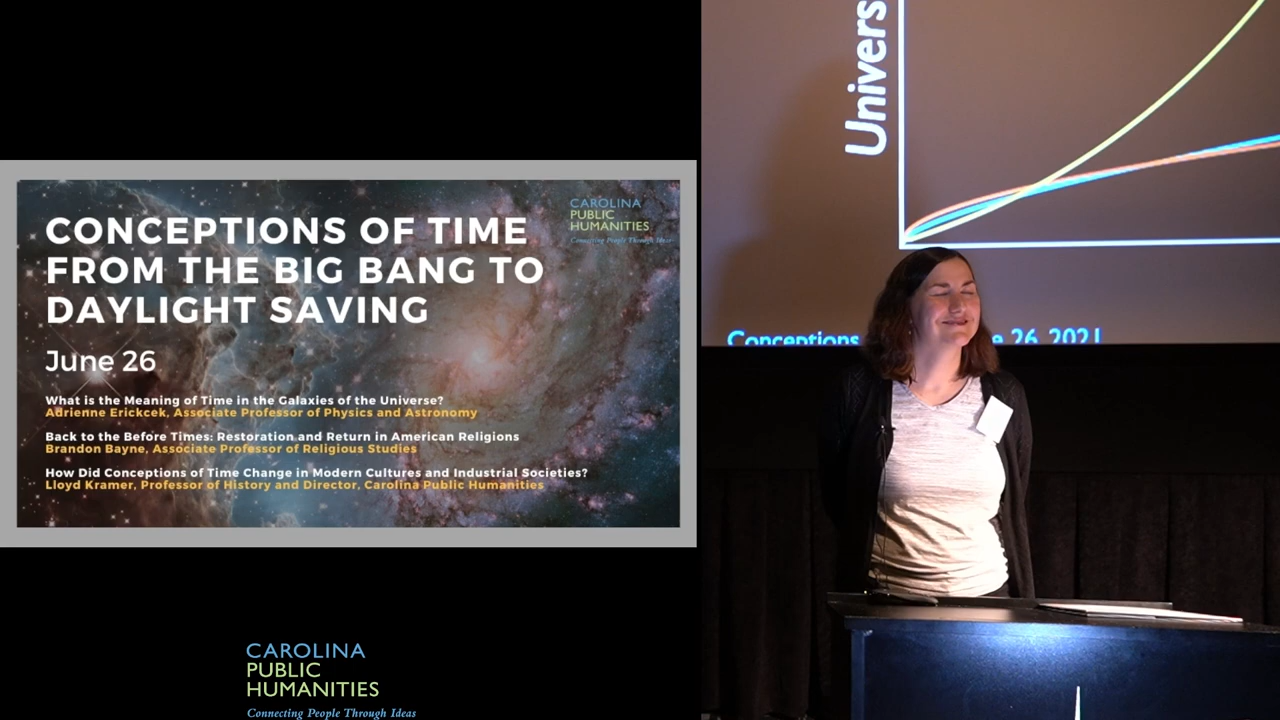 CONCEPTIONS OF TIME
FROM THE BIG BANG TO
DAYLIGHT SAVING
June 26
What is the Meaning of Time in the Galaxies of the Universe?
Adrienne Erickcek, Associate Professor of Physics and Astronomy
Back to the Before Times: Restoration and Return in American Religions
Brandon Bayne, Associate Professor of Religious Studies
How Did Conceptions of Time Change in Modern Cultures and Industrial Societies?
Lloyd Kramer, Professor of History and Director, Carolina Public Humanities
CAROLINA
PUBLIC
HUMANITIES
Connecting People Through Ideas
CAROLINA
PUBLIC
HUMANITIES
Connecting People Through Ideas
Univers
Conceptions
26, 2021